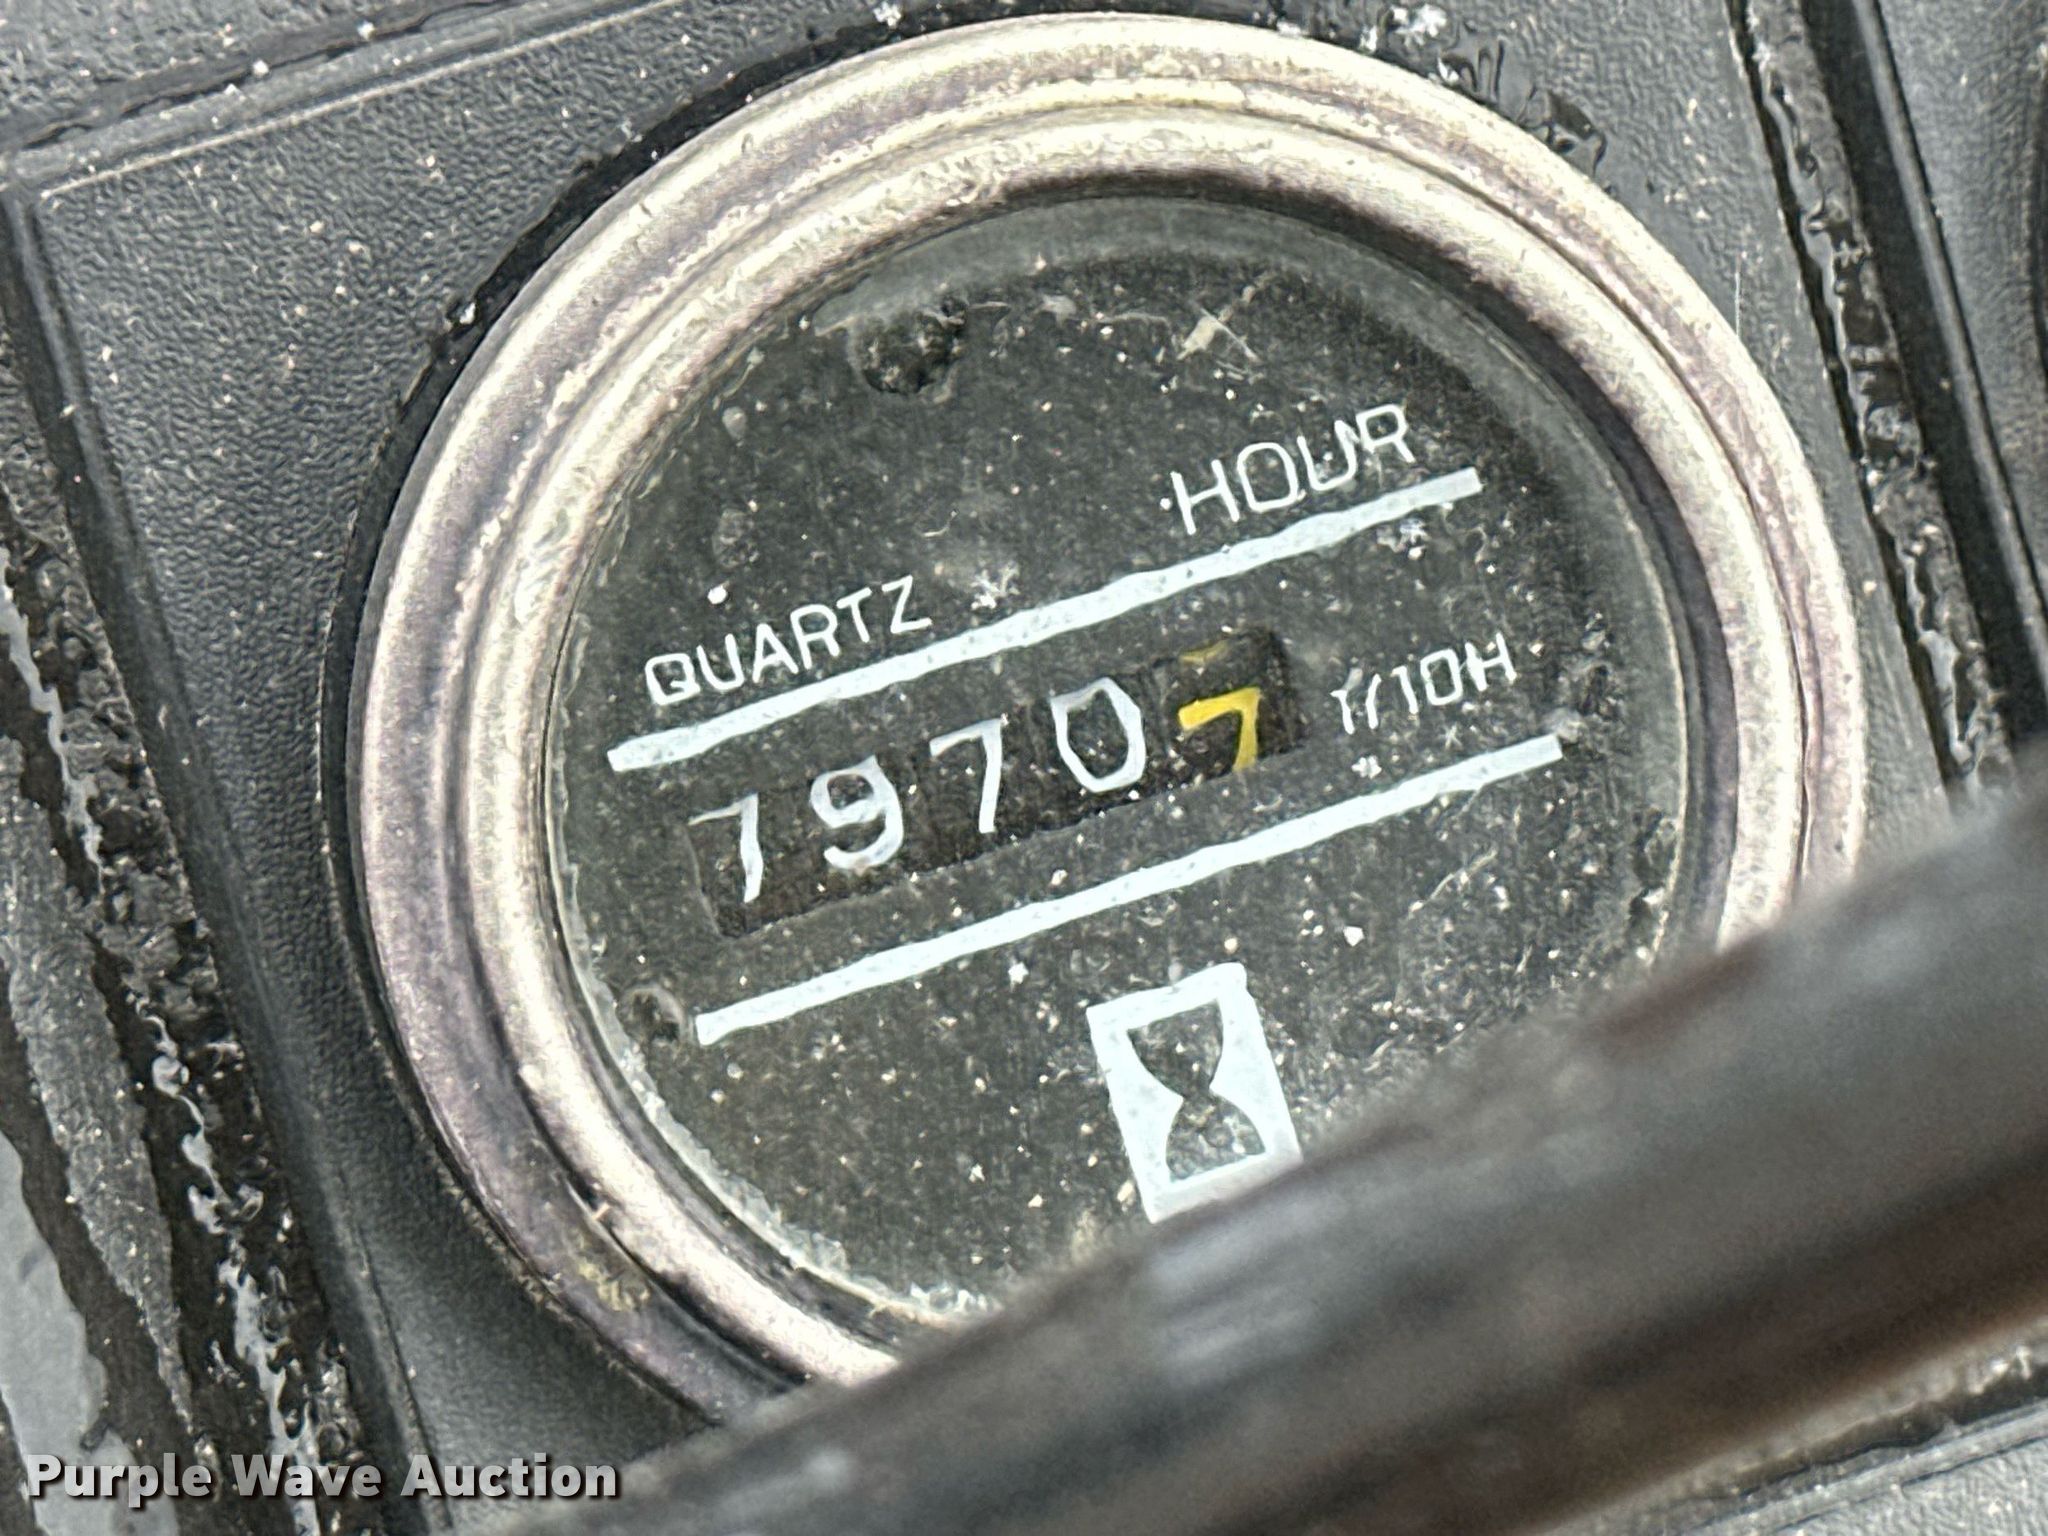 HOUR
QUARTZ
79707
1/10H
Purple Wave Auction